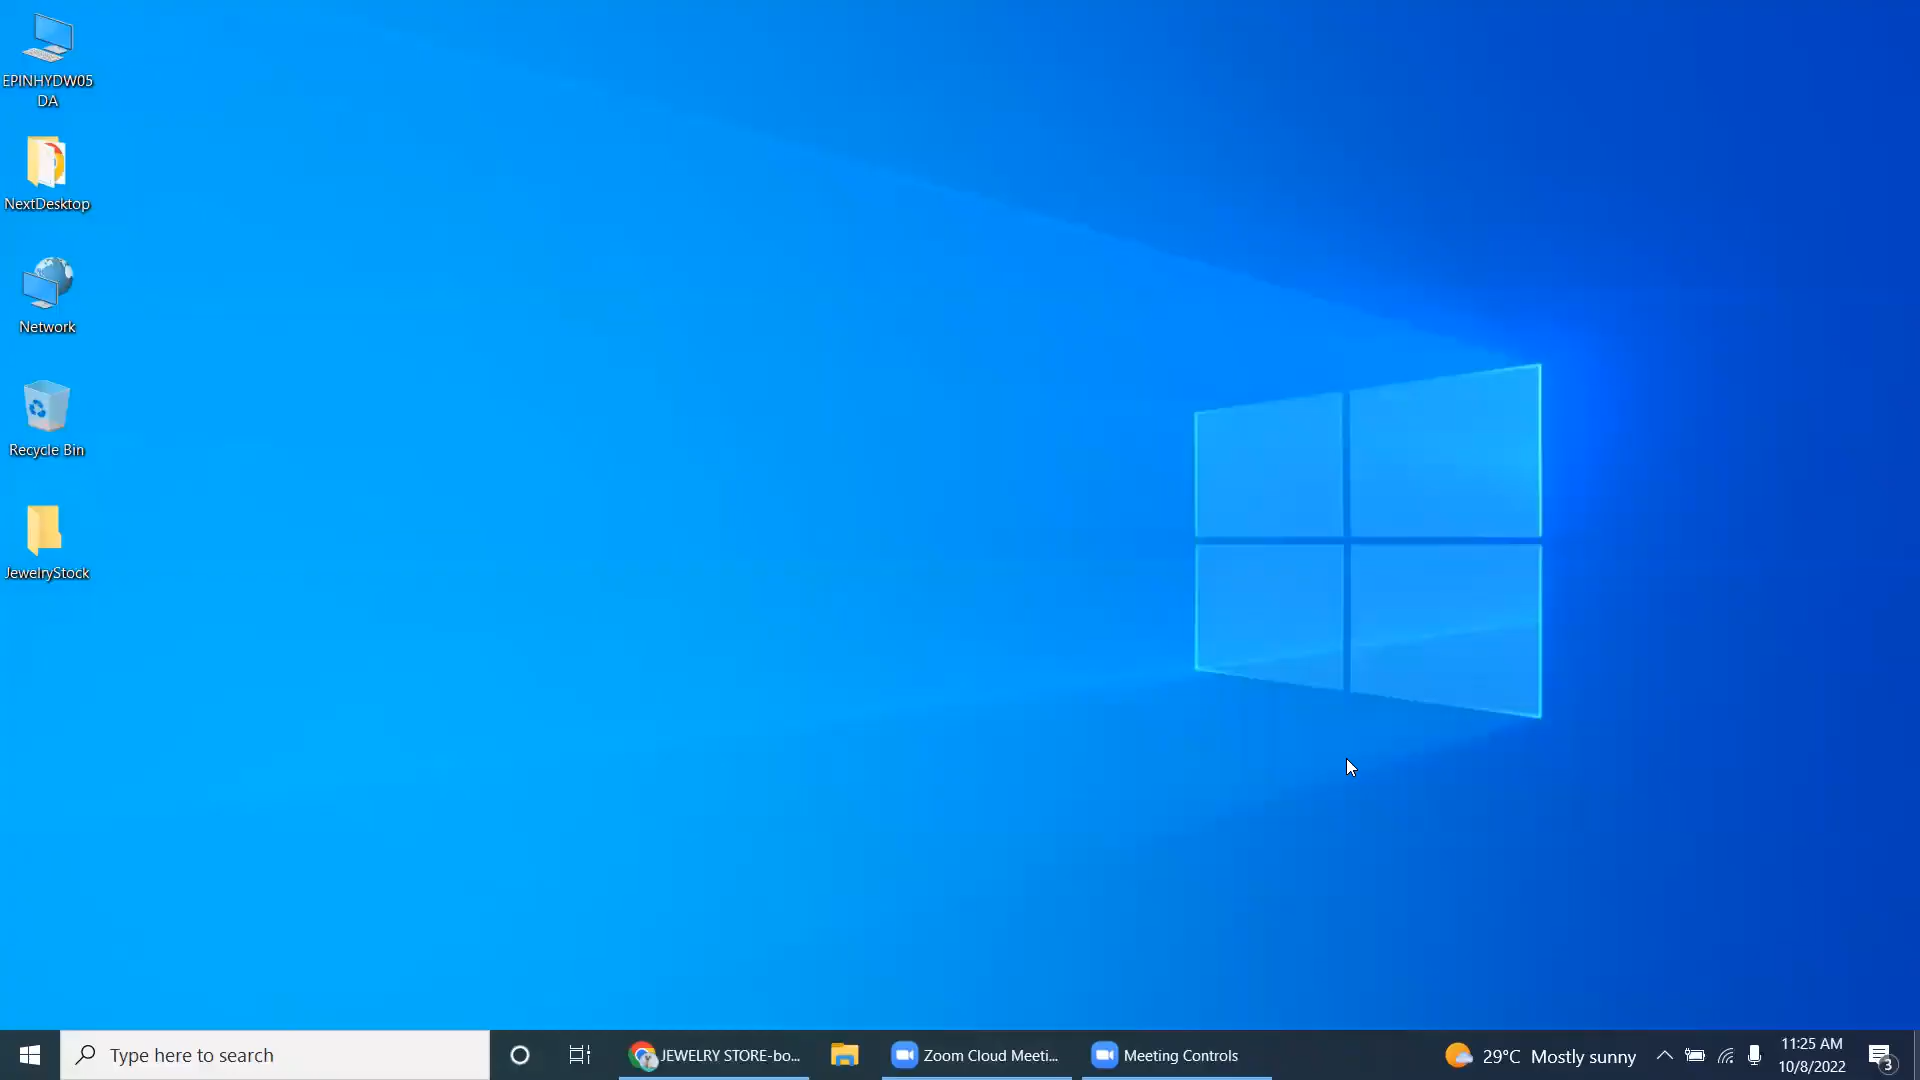 EPINHYDW05
DA
NextDesktop
Network
Recycle Bin
JewelryStock
Type here to search
JEWELRY STORE-bo...
Zoom Cloud Meeti...
Meeting Controls
29°C Mostly sunny
11:25 AM
10/8/2022
3